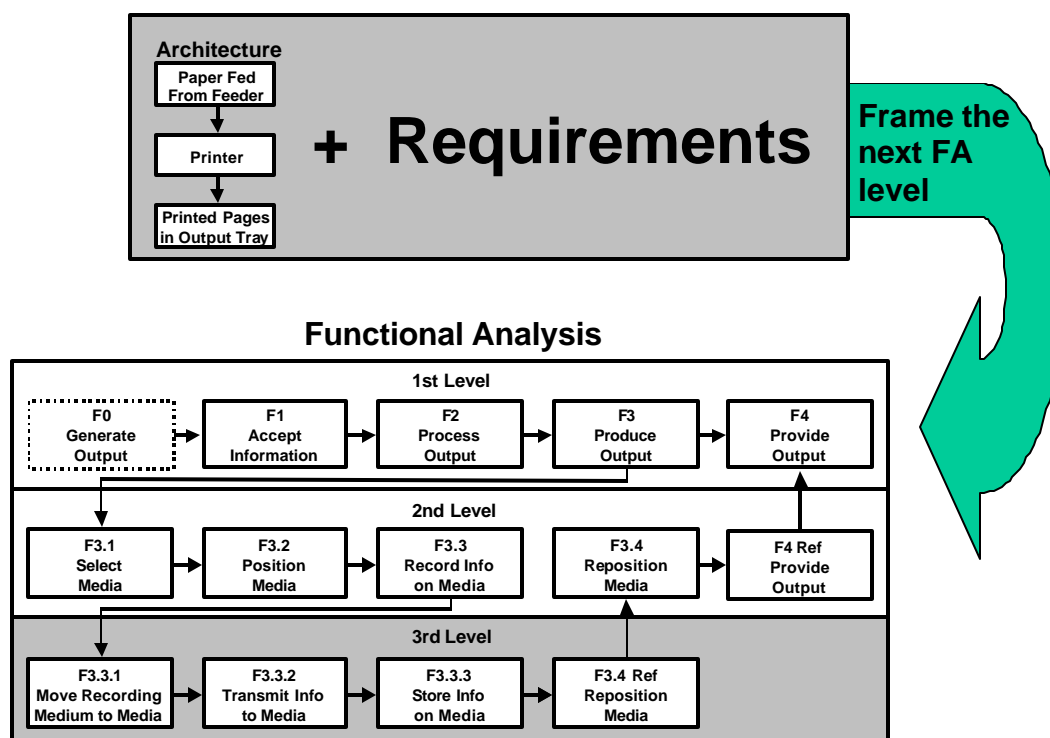 Architecture
Paper Fed
From Feeder
Printer
Printed Pages
in Output Tray
+ Requirements
Frame the
next FA
level
Functional Analysis
1st Level
F0
Generate
Output
F1
Accept
Information
F2
Process
Output
F3
Produce
Output
F4
Provide
Output
2nd Level
F3.1
Select
Media
F3.2
Position
Media
F3.3
Record Info
on Media
F3.4
Reposition
Media
F4 Ref
Provide
Output
3rd Level
F3.3.1
Move Recording
Medium to Media
F3.3.2
Transmit Info
to Media
F3.3.3
Store Info
on Media
F3.4 Ref
Reposition
Media